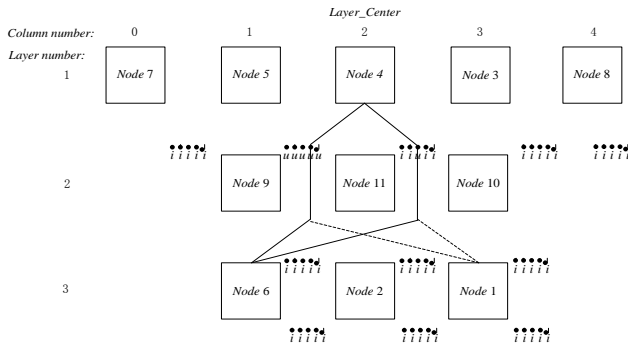 Layer_Center
Column number: 0 1 2 3 4
Layer number:
1 Node 7 Node 5 Node 4 Node 3 Node 8
i i i i i u u u u u i i u i i i i i i i i i i i i
2 Node 9 Node 11 Node 10
i i i i i i i i i i i i i i i
3 Node 6 Node 2 Node 1
i i i i i i i i i i i i i i i